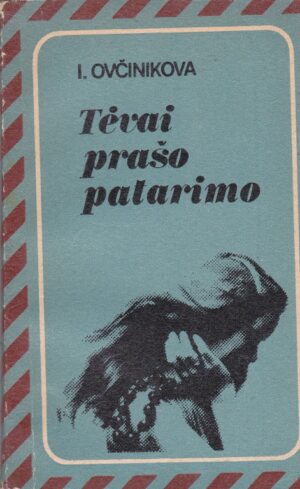 I. OVČINIKOVA
Tėvai
prašo
patarimo